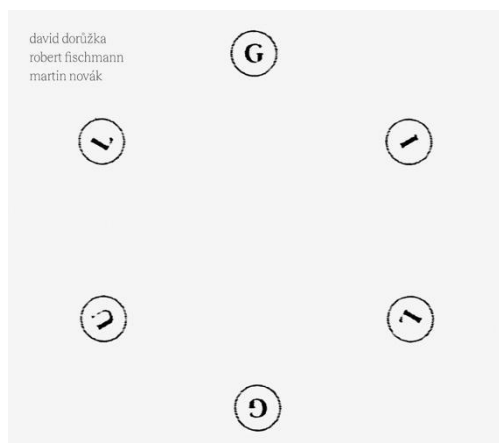 david dorůžka
robert fischmann
martin novák
G
I
G